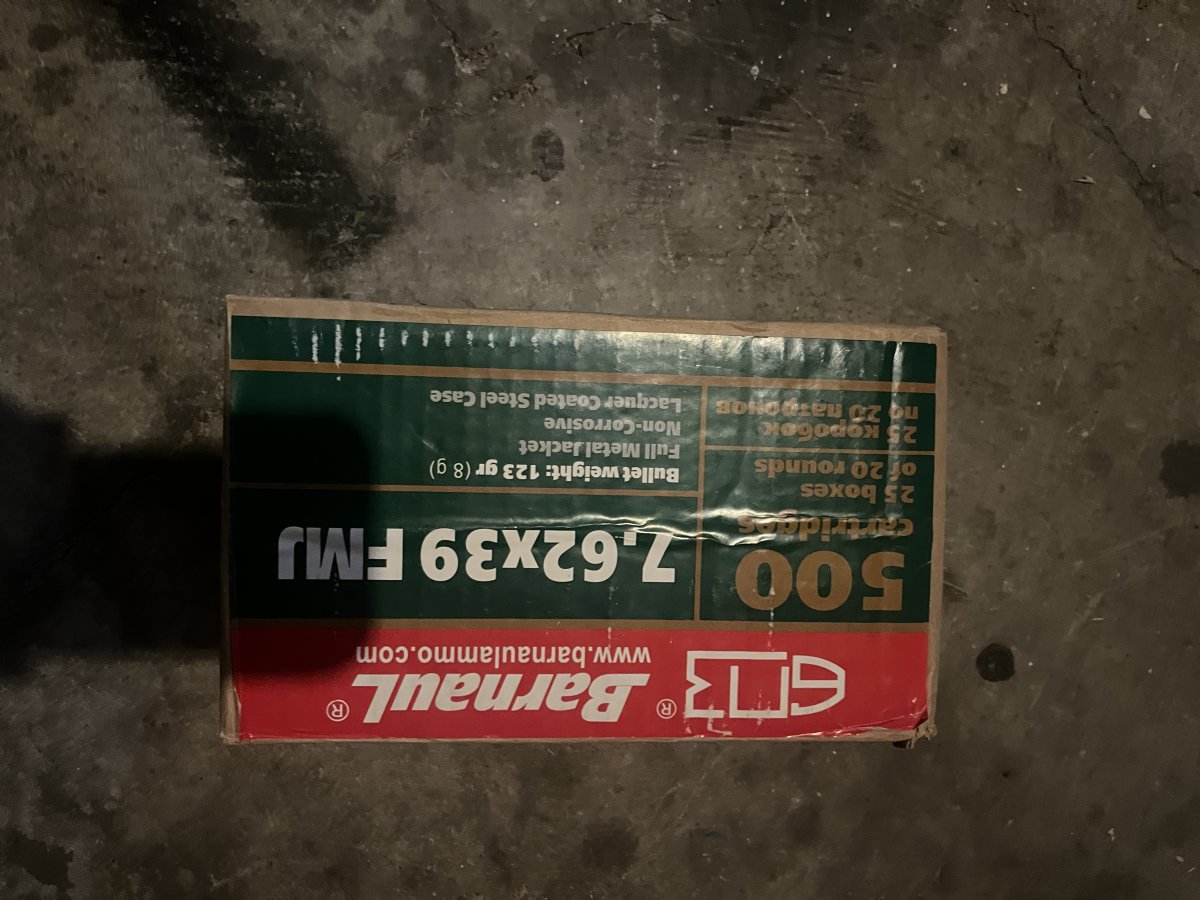 БПЗ ® Barnaul ®
www.barnaulammo.com
500
cartridges
25 boxes
of 20 rounds
25 коробок
по 20 патронов
7,62x39 FMJ
Bullet weight: 123 gr (8 g)
Full Metal Jacket
Non-Corrosive
Lacquer Coated Steel Case